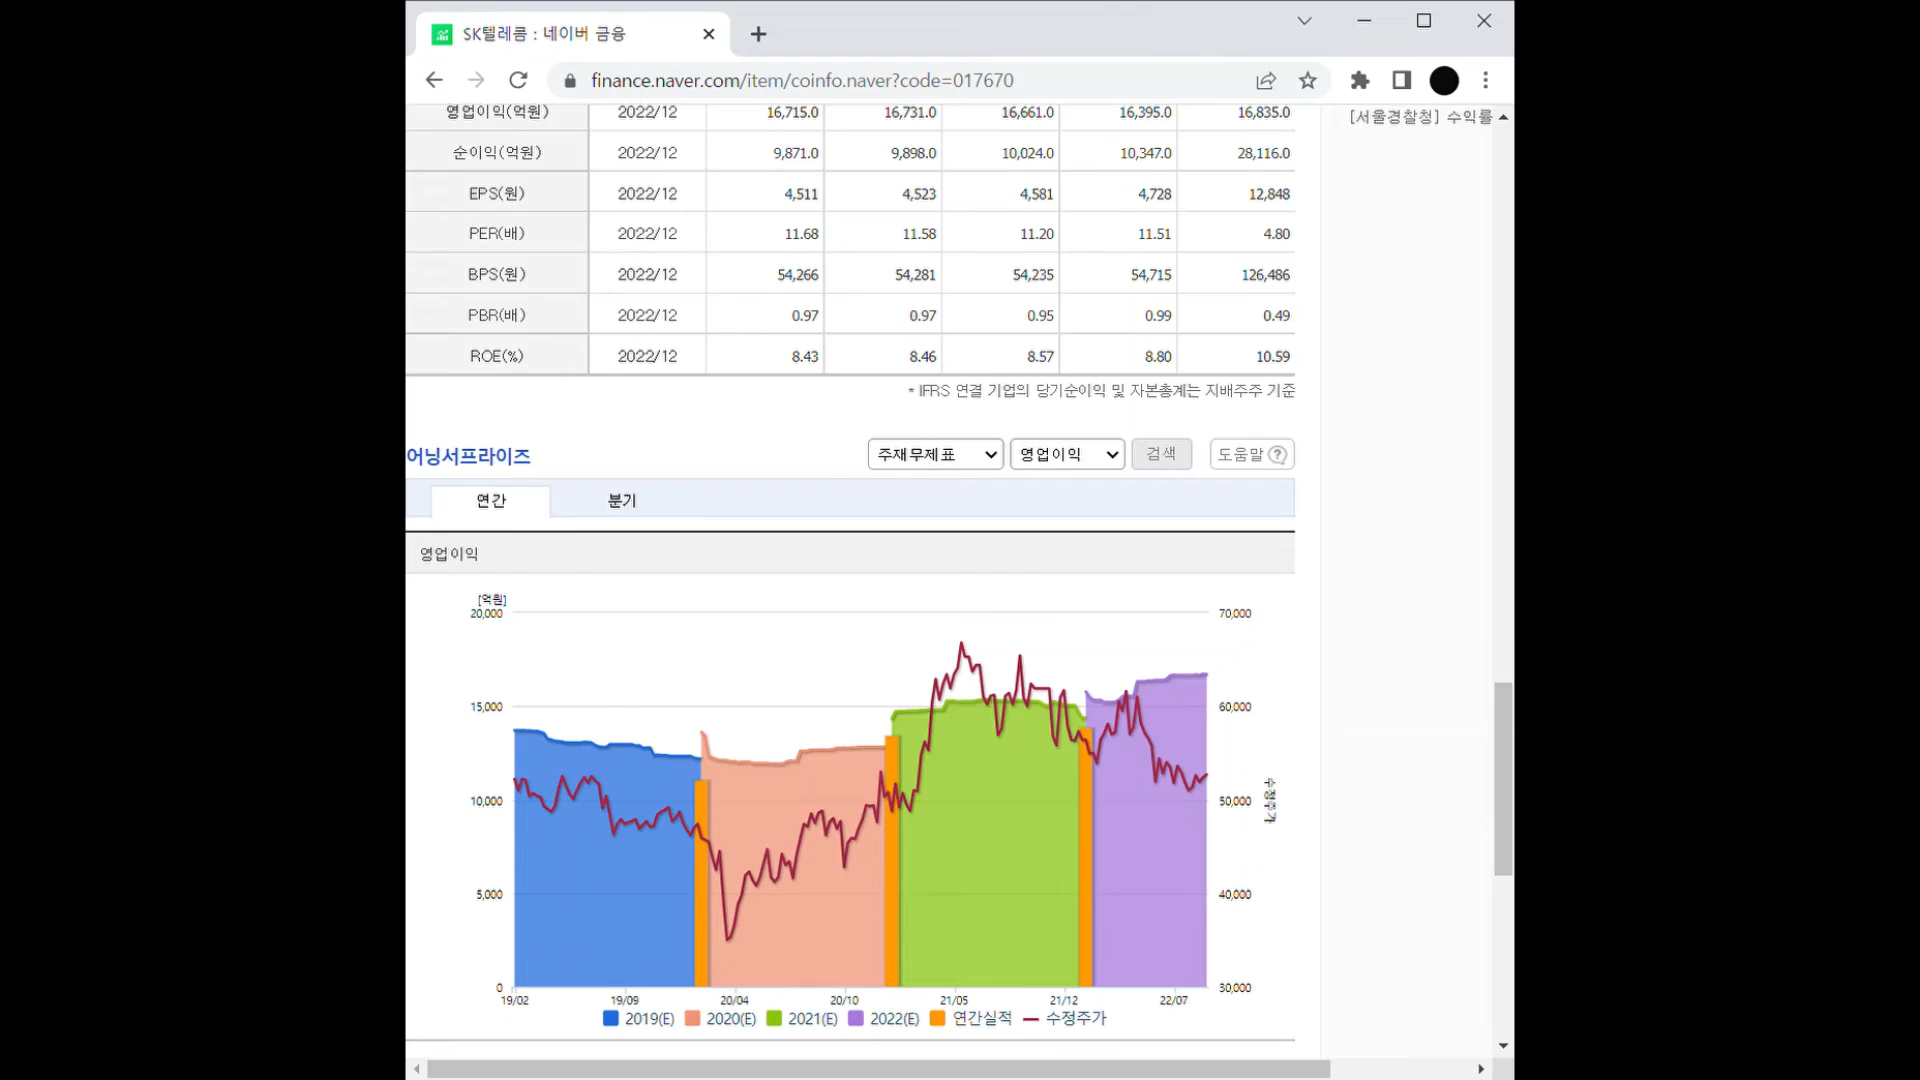 SK텔레콤 : 네이버 금융
finance.naver.com/item/coinfo.naver?code=017670
영업이익(억원) 2022/12 16,715.0 16,731.0 16,661.0 16,395.0 16,835.0
[서울경찰청] 수익률
순이익(억원) 2022/12 9,871.0 9,898.0 10,024.0 10,347.0 28,116.0
EPS(원) 2022/12 4,511 4,523 4,581 4,728 12,848
PER(배) 2022/12 11.68 11.58 11.20 11.51 4.80
BPS(원) 2022/12 54,266 54,281 54,235 54,715 126,486
PBR(배) 2022/12 0.97 0.97 0.95 0.99 0.49
ROE(%) 2022/12 8.43 8.46 8.57 8.80 10.59
* IFRS 연결 기업의 당기순이익 및 자본총계는 지배주주 기준
어닝서프라이즈 주재무제표 영업이익 검색 도움말 ?
연간 분기
영업이익
[억원]
20,000 70,000
15,000 60,000
10,000 50,000
수정주가
5,000 40,000
0 30,000
19/02 19/09 20/04 20/10 21/05 21/12 22/07
2019(E) 2020(E) 2021(E) 2022(E) 연간실적 수정주가